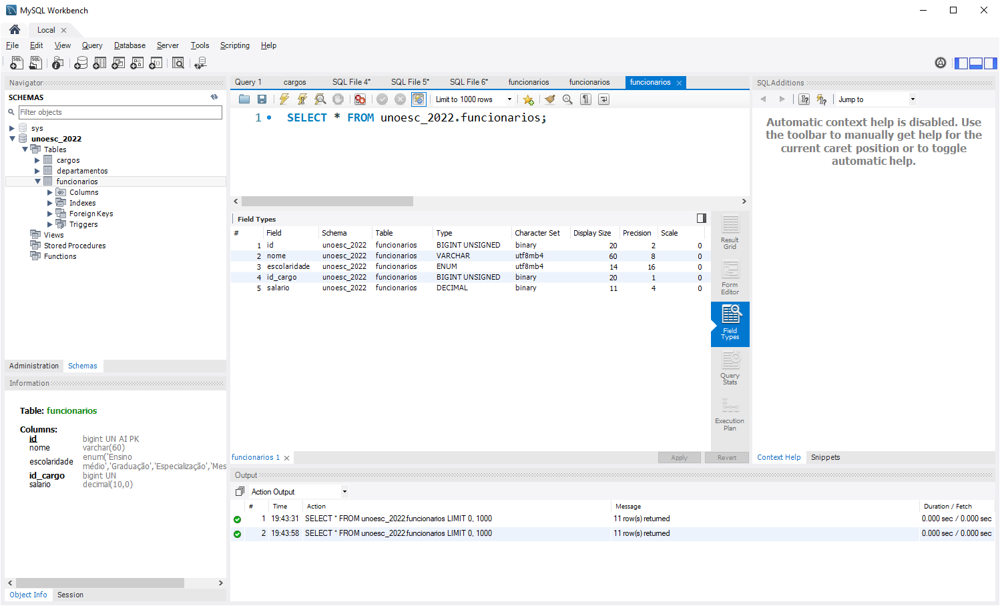 MySQL Workbench
Local
File Edit View Query Database Server Tools Scripting Help
Navigator
SCHEMAS
Filter objects
sys
unoesc_2022
Tables
cargos
departamentos
funcionarios
Columns
Indexes
Foreign Keys
Triggers
Views
Stored Procedures
Functions
Administration Schemas
Information
Table: funcionarios
Columns:
id bigint UN AI PK
nome varchar(60)
escolaridade enum('Ensino
médio','Graduação','Especialização','Mes
id_cargo bigint UN
salario decimal(10,0)
Object Info Session
Query 1 cargos SQL File 4* SQL File 5* SQL File 6* funcionarios funcionarios funcionarios
Limit to 1000 rows
1 SELECT * FROM unoesc_2022.funcionarios;
Field Types
# Field Schema Table Type Character Set Display Size Precision Scale
1 id unoesc_2022 funcionarios BIGINT UNSIGNED binary 20 2 0
2 nome unoesc_2022 funcionarios VARCHAR utf8mb4 60 8 0
3 escolaridade unoesc_2022 funcionarios ENUM utf8mb4 14 16 0
4 id_cargo unoesc_2022 funcionarios BIGINT UNSIGNED binary 20 1 0
5 salario unoesc_2022 funcionarios DECIMAL binary 11 4 0
Result
Grid
Form
Editor
Field
Types
Query
Stats
Execution
Plan
funcionarios 1
Apply Revert
SQLAdditions
Jump to
Automatic context help is disabled. Use
the toolbar to manually get help for the
current caret position or to toggle
automatic help.
Context Help Snippets
Output
Action Output
# Time Action Message Duration / Fetch
1 19:43:31 SELECT * FROM unoesc_2022.funcionarios LIMIT 0, 1000 11 row(s) returned 0.000 sec / 0.000 sec
2 19:43:58 SELECT * FROM unoesc_2022.funcionarios LIMIT 0, 1000 11 row(s) returned 0.000 sec / 0.000 sec